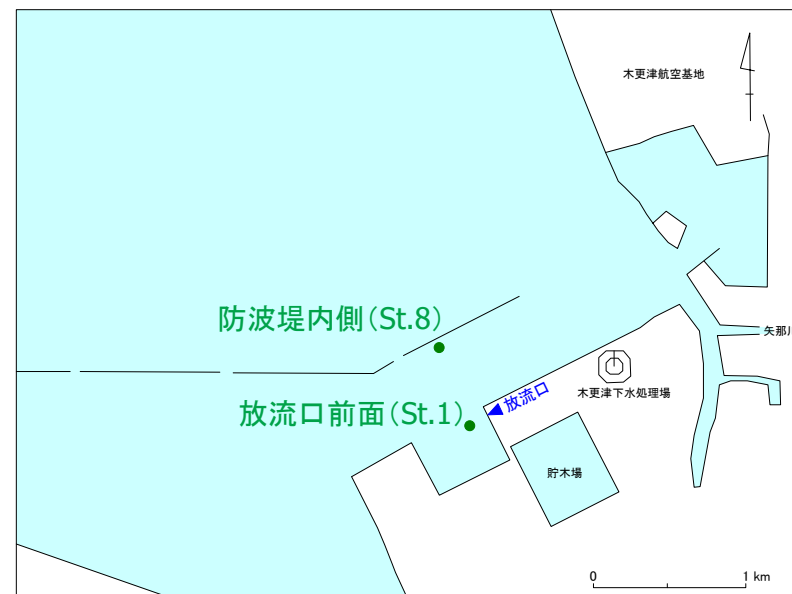 木更津航空基地
防波堤内側(St.8)
矢那川
放流口
木更津下水処理場
放流口前面(St.1)
貯木場
0 1 km